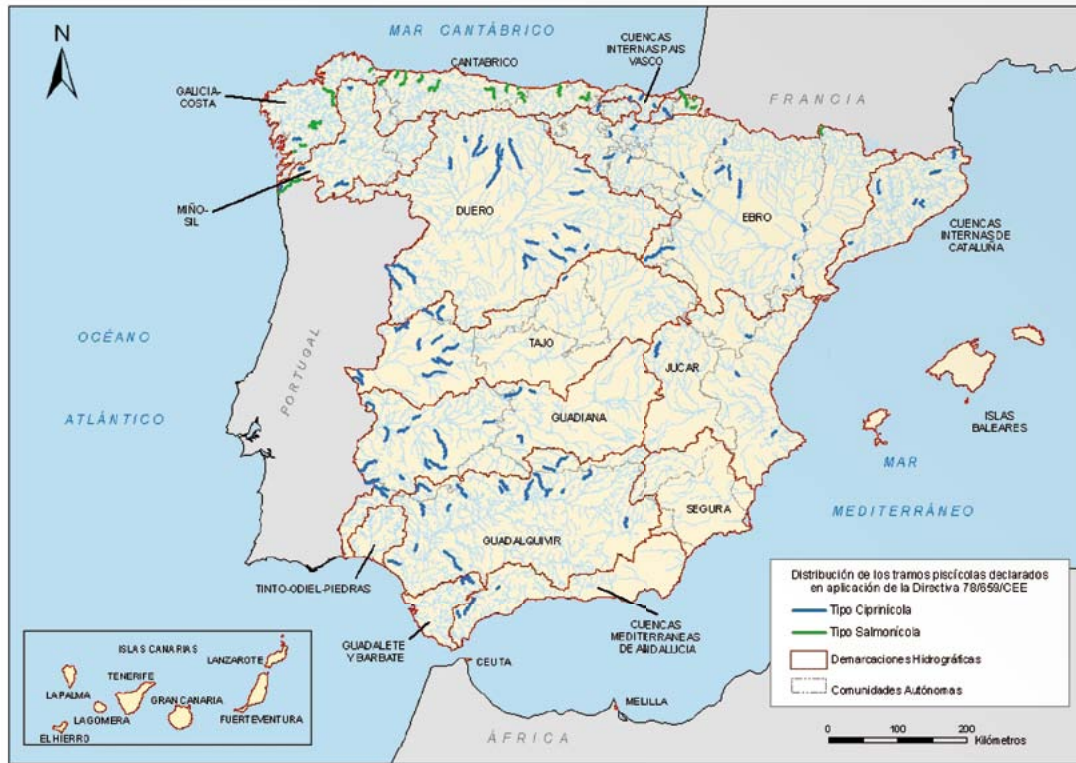 N
MAR CANTÁBRICO
CUENCAS
INTERNAS PAIS
VASCO
CANTABRICO
GALICIA-
COSTA
FRANCIA
MIÑO-
SIL
DUERO
EBRO
CUENCAS
INTERNAS DE
CATALUÑA
OCÉANO
ATLÁNTICO
PORTUGAL
TAJO
JUCAR
GUADIANA
ISLAS
BALEARES
MAR
MEDITERRÁNEO
SEGURA
GUADALQUIVIR
TINTO-ODIEL-PIEDRAS
GUADALETE
Y BARBATE
CUENCAS
MEDITERRANEAS
DE ANDALUCIA
CEUTA
MELILLA
ÁFRICA
ISLAS CANARIAS
LANZAROTE
TENERIFE
LA PALMA
GRAN CANARIA
LA GOMERA
FUERTEVENTURA
EL HIERRO
Distribución de los tramos piscícolas declarados
en aplicación de la Directiva 78/659/CEE
Tipo Ciprinícola
Tipo Salmonícola
Demarcaciones Hidrográficas
Comunidades Autónomas
0 100 200
Kilómetros